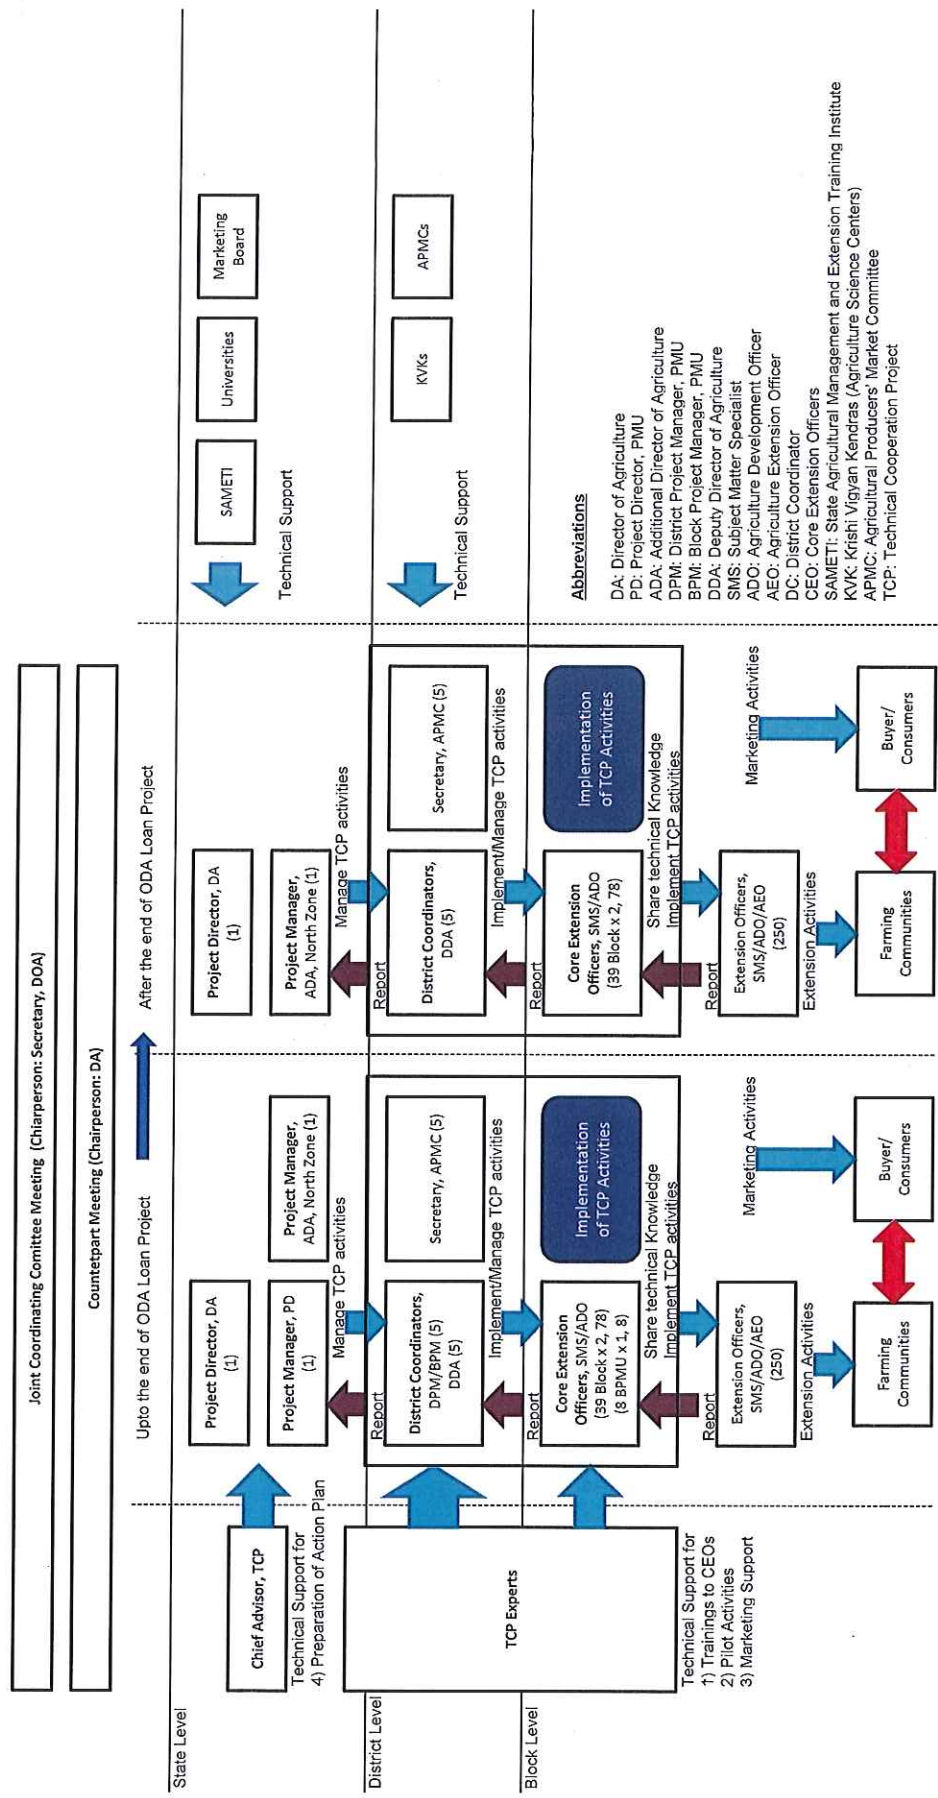 Joint Coordinating Committee Meeting (Chiarperson: Secretary, DOA)
Countetpart Meeting (Chairperson: DA)
Upto the end of ODA Loan Project
After the end of ODA Loan Project
State Level
Chief Advisor, TCP
Technical Support for
4) Preparation of Action Plan
Project Director, DA
(1)
Project Manager, PD
(1)
Project Manager,
ADA, North Zone (1)
Manage TCP activities
Report
Project Director, DA
(1)
Project Manager,
ADA, North Zone (1)
Manage TCP activities
Report
SAMETI
Universities
Marketing
Board
Technical Support
District Level
TCP Experts
District Coordinators,
DPM/BPM (5)
DDA (5)
Secretary, APMC (5)
Implement/Manage TCP activities
Report
District Coordinators,
DDA (5)
Secretary, APMC (5)
Implement/Manage TCP activities
Report
KVKs
APMCs
Technical Support
Block Level
Core Extension
Officers, SMS/ADO
(39 Block x 2, 78)
(8 BPMU x 1, 8)
Implementation
of TCP Activities
Share technical Knowledge
Implement TCP activities
Report
Core Extension
Officers, SMS/ADO
(39 Block x 2, 78)
Implementation
of TCP Activities
Share technical Knowledge
Implement TCP activities
Report
Technical Support for
1) Trainings to CEOs
2) Pilot Activities
3) Marketing Support
Extension Officers,
SMS/ADO/AEO
(250)
Extension Activities
Marketing Activities
Farming
Communities
Buyer/
Consumers
Extension Officers,
SMS/ADO/AEO
(250)
Extension Activities
Marketing Activities
Farming
Communities
Buyer/
Consumers
Abbreviations
DA: Director of Agriculture
PD: Project Director, PMU
ADA: Additional Director of Agriculture
DPM: District Project Manager, PMU
BPM: Block Project Manager, PMU
DDA: Deputy Director of Agriculture
SMS: Subject Matter Specialist
ADO: Agriculture Development Officer
AEO: Agriculture Extension Officer
DC: District Coordinator
CEO: Core Extension Officers
SAMETI: State Agricultural Management and Extension Training Institute
KVK: Krishi Vigyan Kendras (Agriculture Science Centers)
APMC: Agricultural Producers' Market Committee
TCP: Technical Cooperation Project